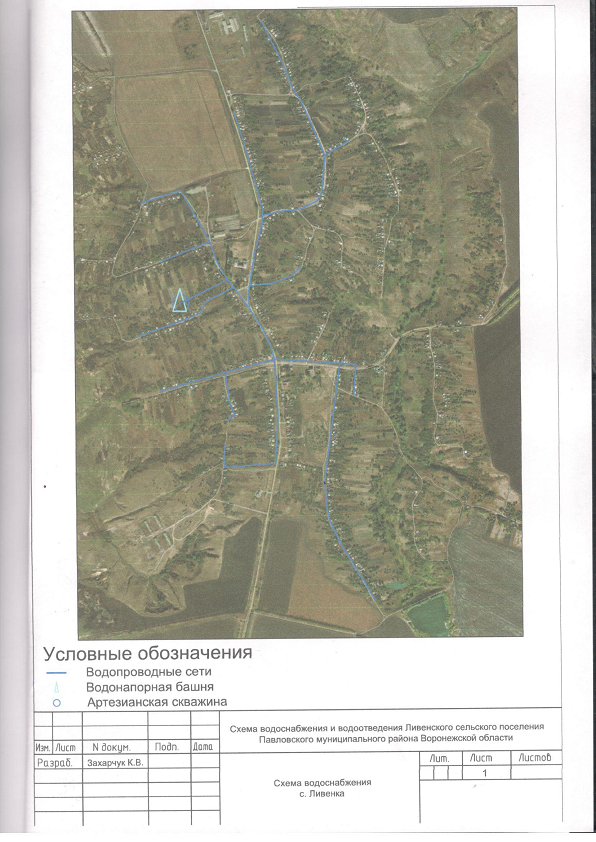 Условные обозначения
Водопроводные сети
Водонапорная башня
Артезианская скважина
Схема водоснабжения и водоотведения Ливенского сельского поселения
Павловского муниципального района Воронежской области
Изм. Лист N докум. Подп. Дата
Разраб. Захарчук К.В.
Лит. Лист Листов
1
Схема водоснабжения
с. Ливенка